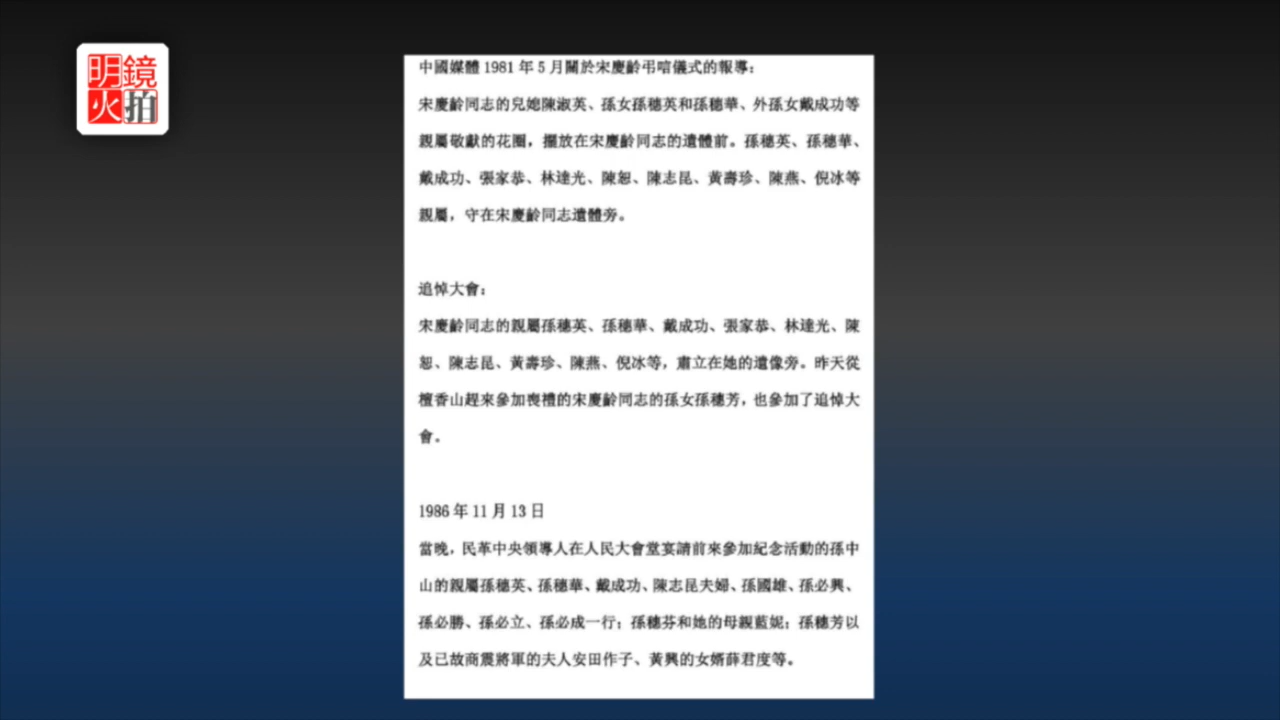 明鏡
火拍
中國媒體 1981 年 5 月關於宋慶齡弔唁儀式的報導：
宋慶齡同志的兒媳陳淑英、孫女孫穗英和孫穗華、外孫女戴成功等
親屬敬獻的花圈，擺放在宋慶齡同志的遺體前。孫穗英、孫穗華、
戴成功、張家恭、林達光、陳恕、陳志昆、黃壽珍、陳燕、倪冰等
親屬，守在宋慶齡同志遺體旁。
追悼大會：
宋慶齡同志的親屬孫穗英、孫穗華、戴成功、張家恭、林達光、陳
恕、陳志昆、黃壽珍、陳燕、倪冰等，肅立在她的遺像旁。昨天從
檀香山趕來參加喪禮的宋慶齡同志的孫女孫穗芳，也參加了追悼大
會。
1986 年 11 月 13 日
當晚，民革中央領導人在人民大會堂宴請前來參加紀念活動的孫中
山的親屬孫穗英、孫穗華、戴成功、陳志昆夫婦、孫國雄、孫必興、
孫必勝、孫必立、孫必成一行；孫穗芬和她的母親藍妮；孫穗芳以
及已故商震將軍的夫人安田作子、黃興的女婿薛君度等。